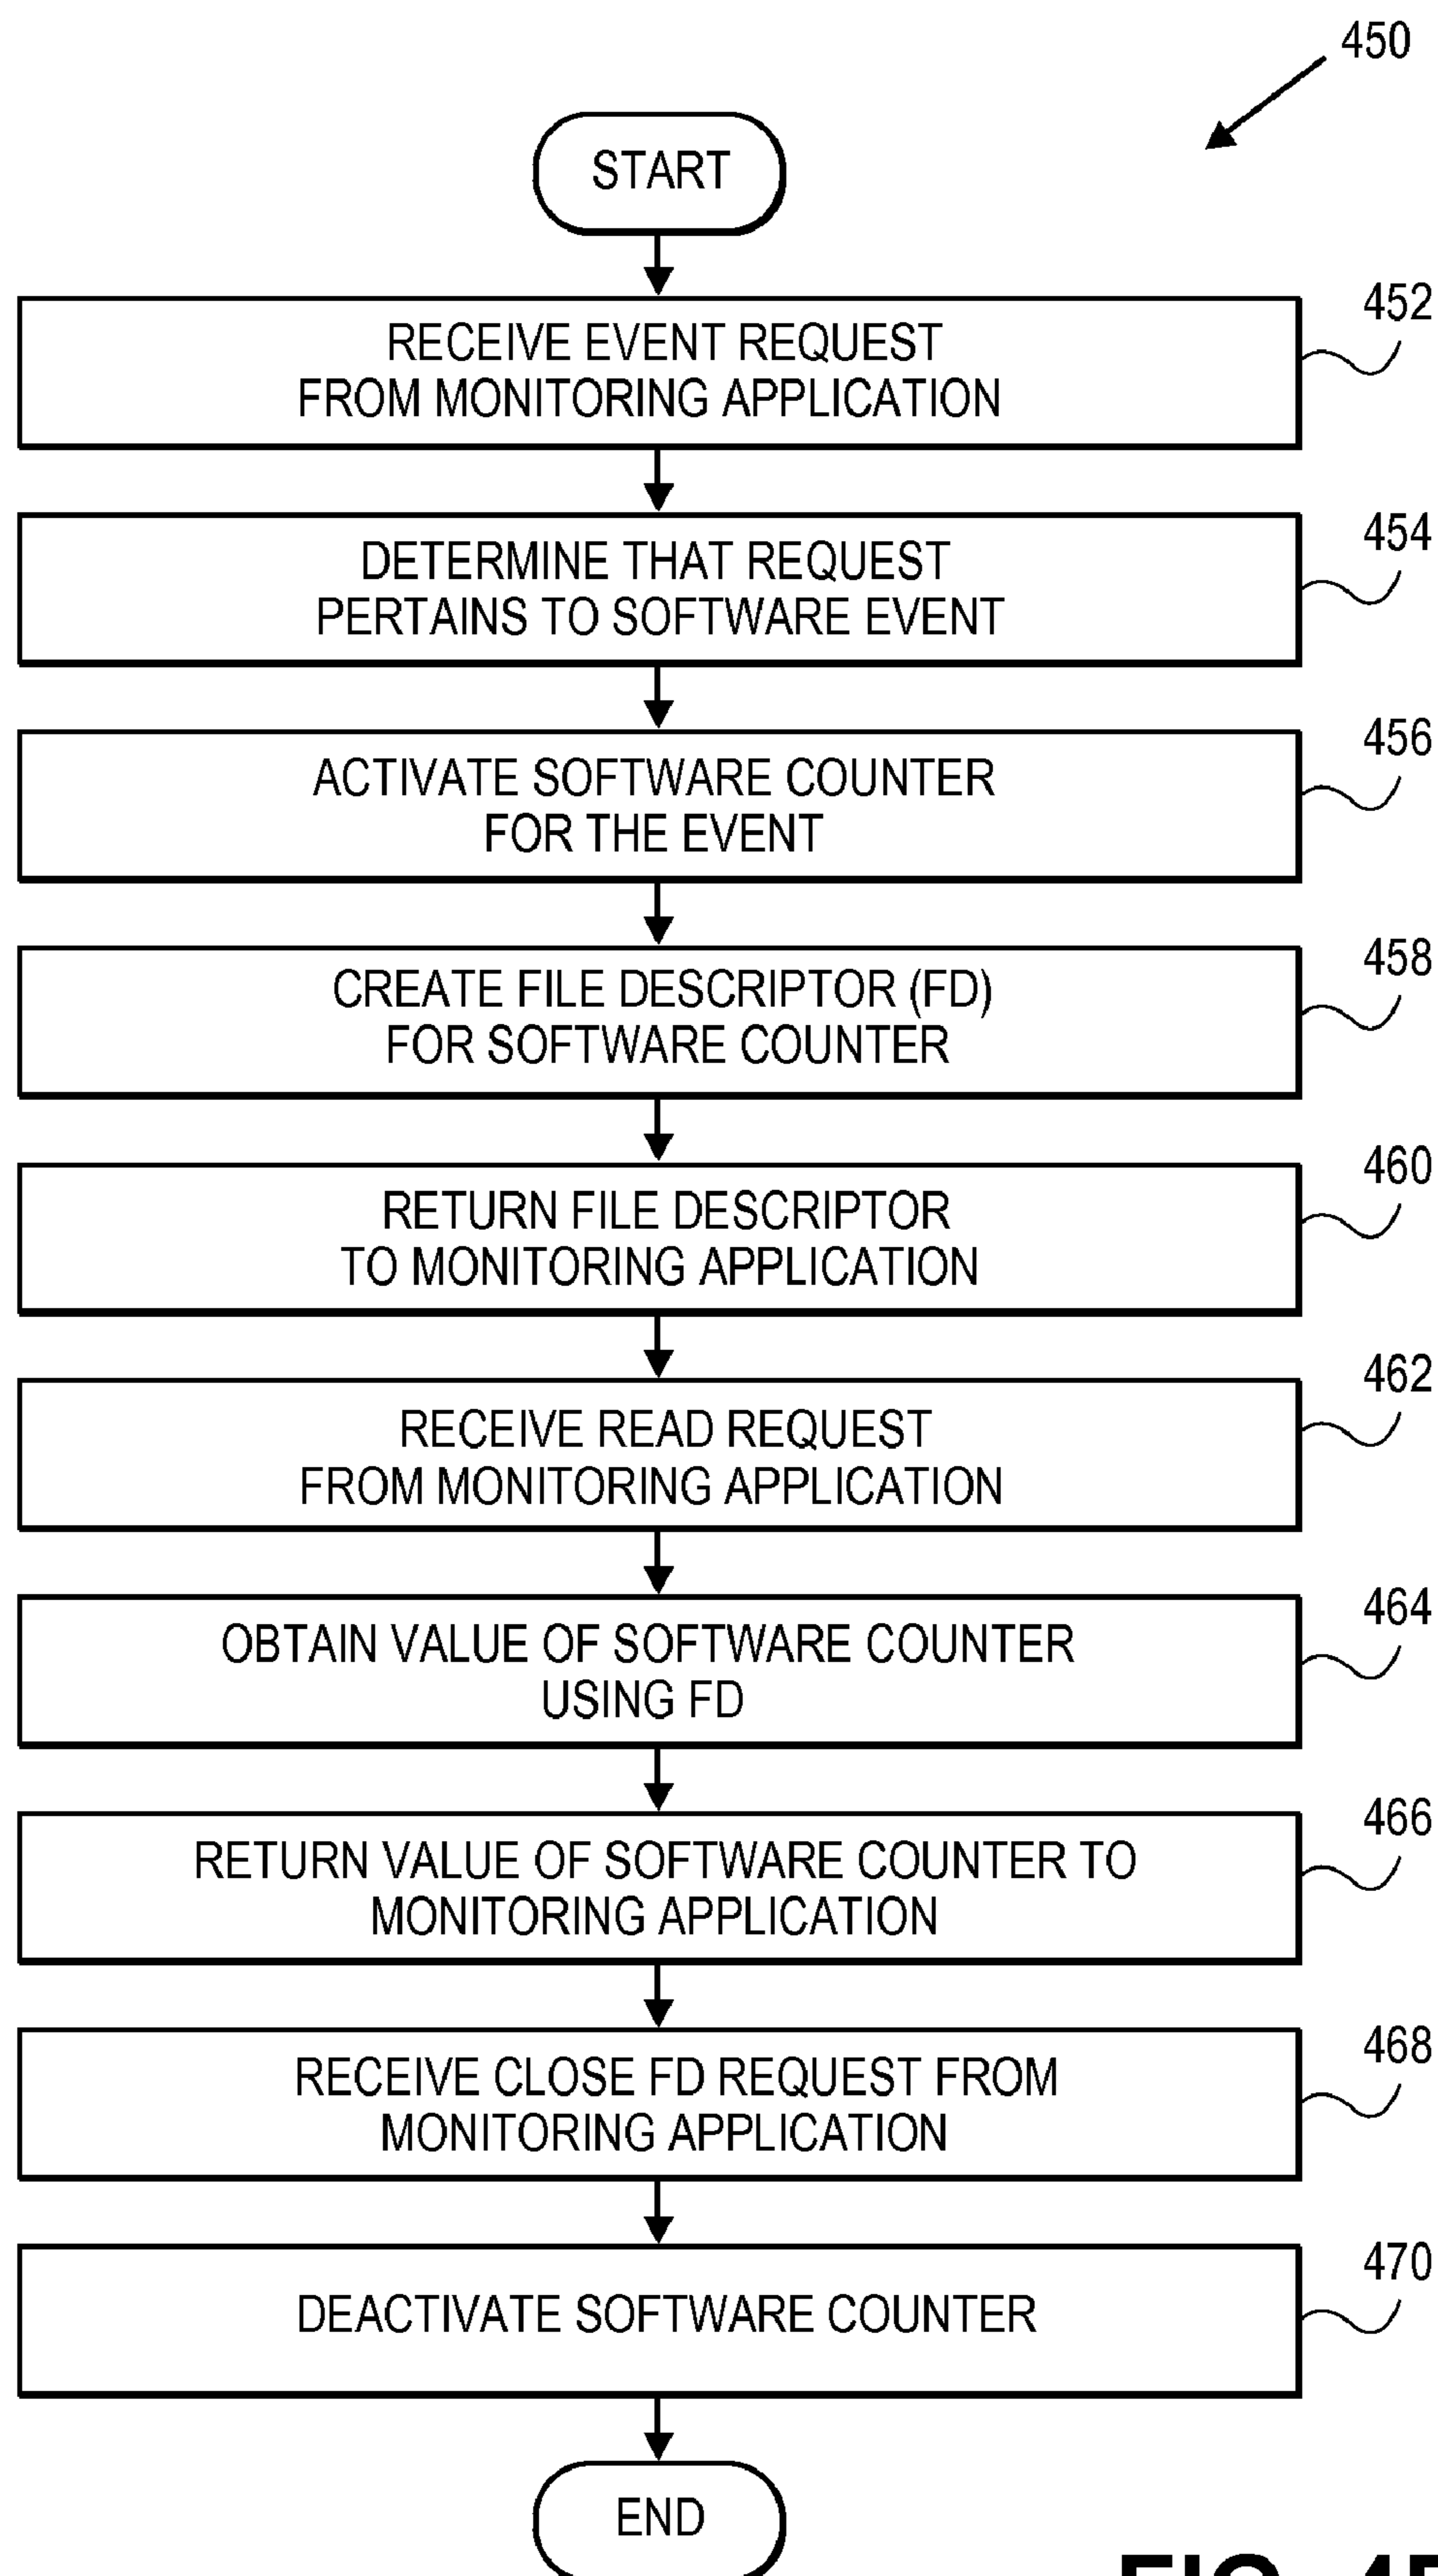 450
START
RECEIVE EVENT REQUEST
FROM MONITORING APPLICATION
452
DETERMINE THAT REQUEST
PERTAINS TO SOFTWARE EVENT
454
ACTIVATE SOFTWARE COUNTER
FOR THE EVENT
456
CREATE FILE DESCRIPTOR (FD)
FOR SOFTWARE COUNTER
458
RETURN FILE DESCRIPTOR
TO MONITORING APPLICATION
460
RECEIVE READ REQUEST
FROM MONITORING APPLICATION
462
OBTAIN VALUE OF SOFTWARE COUNTER
USING FD
464
RETURN VALUE OF SOFTWARE COUNTER TO
MONITORING APPLICATION
466
RECEIVE CLOSE FD REQUEST FROM
MONITORING APPLICATION
468
DEACTIVATE SOFTWARE COUNTER
470
END